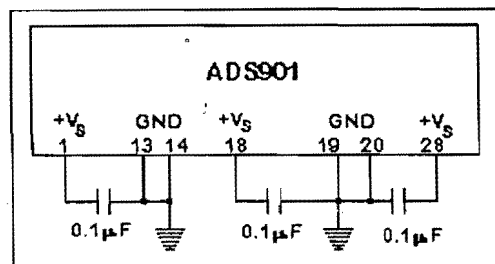 ADS901
+VS GND +VS GND +VS
1 13 14 18 19 20 28
0.1µF 0.1µF 0.1µF